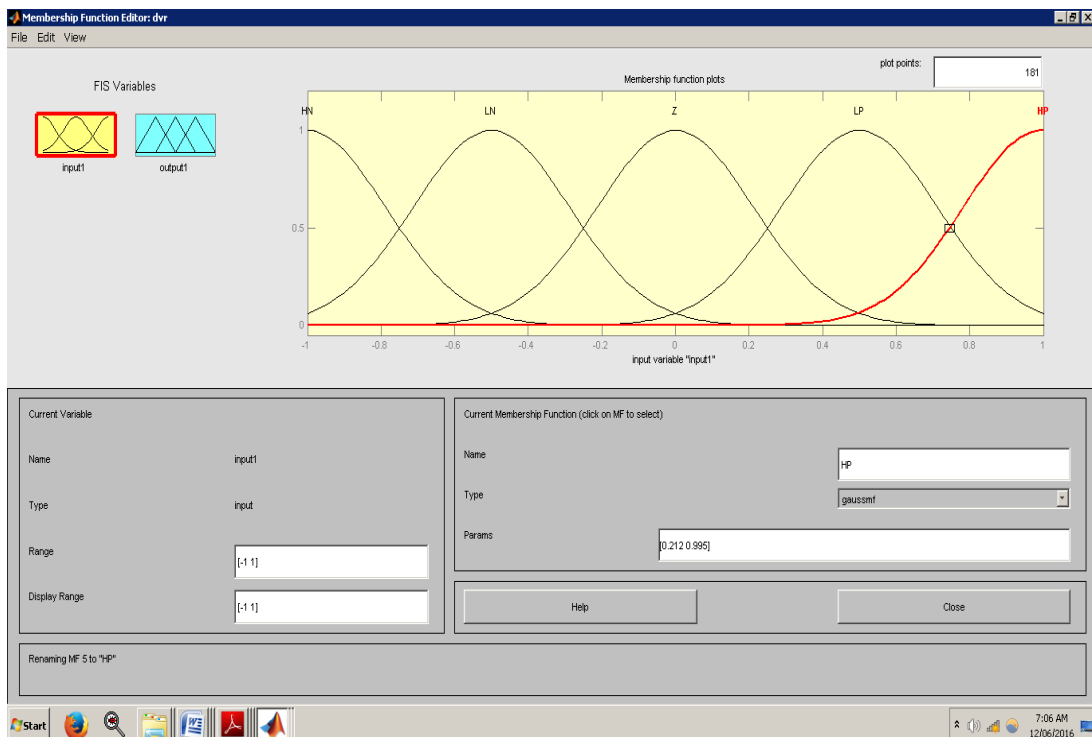 Membership Function Editor: dvr
File Edit View
FIS Variables
input1
output1
plot points:
181
Membership function plots
HN
LN
Z
LP
HP
1
0.5
0
-1
-0.8
-0.6
-0.4
-0.2
0
0.2
0.4
0.6
0.8
1
input variable "input1"
Current Variable
Name input1
Type input
Range [-1 1]
Display Range [-1 1]
Current Membership Function (click on MF to select)
Name HP
Type gaussmf
Params [0.212 0.995]
Help
Close
Renaming MF 5 to "HP"
Start
7:06 AM
12/06/2016